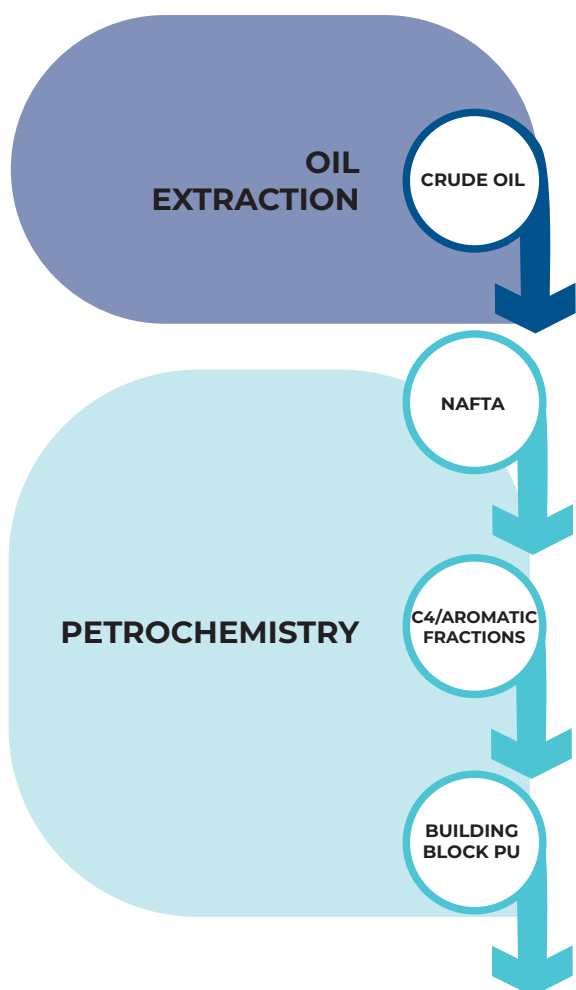 OIL
EXTRACTION
CRUDE OIL
NAFTA
PETROCHEMISTRY
C4/AROMATIC
FRACTIONS
BUILDING
BLOCK PU